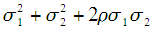 σ₁² + σ₂² + 2ρσ₁σ₂